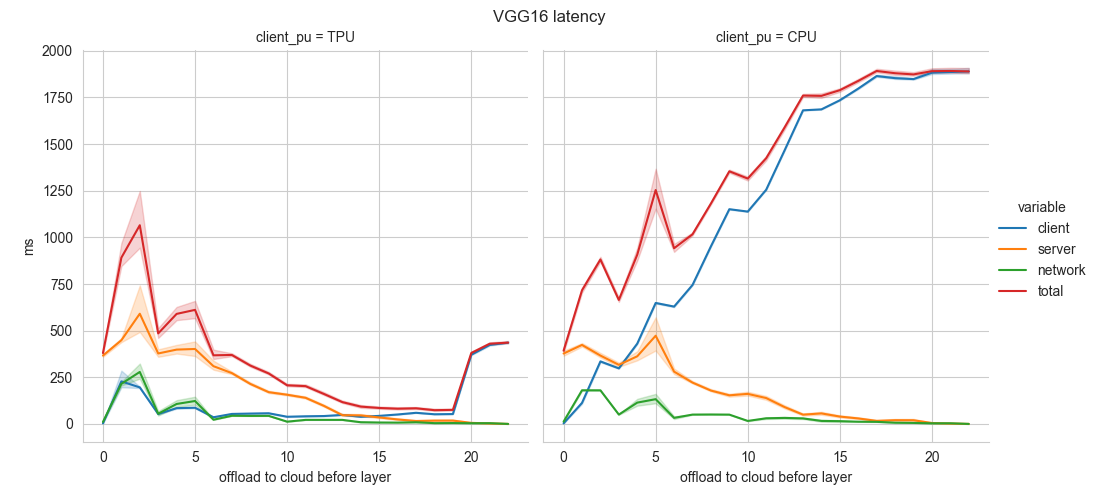 VGG16 latency
client_pu = TPU
client_pu = CPU
2000
1750
1500
1250
1000
750
500
250
0
ms
0 5 10 15 20
0 5 10 15 20
offload to cloud before layer
offload to cloud before layer
variable
client
server
network
total